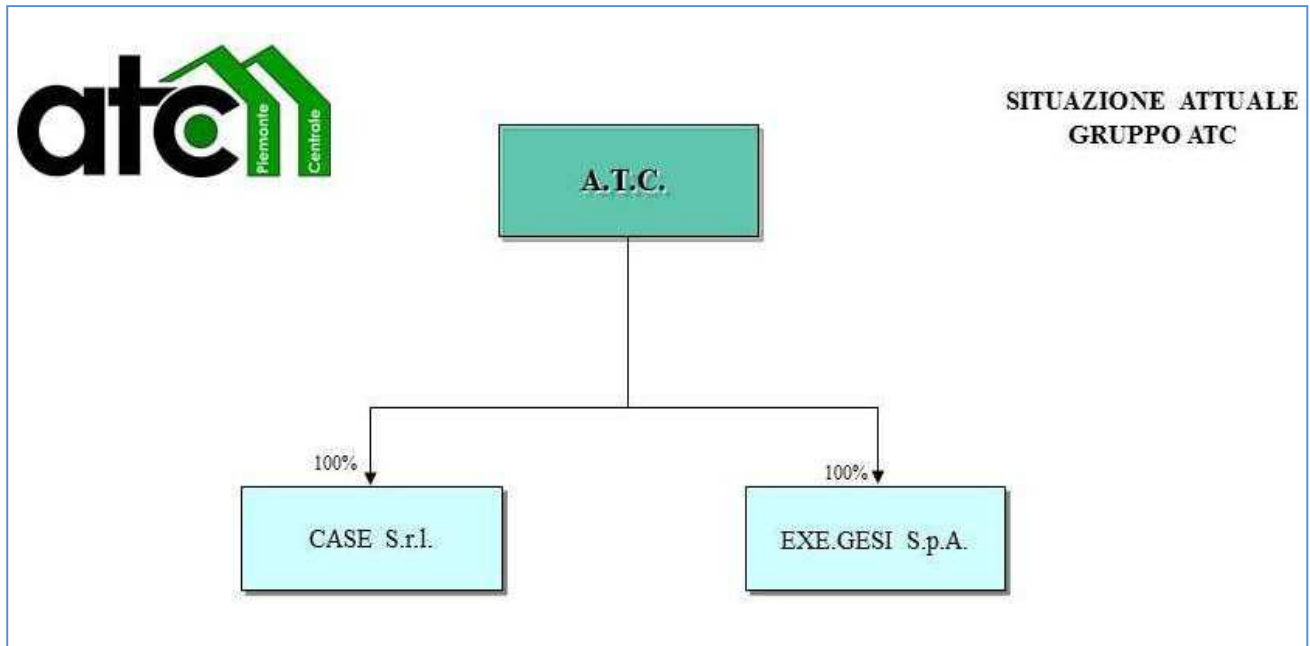 atc
Piemonte
Centrale
SITUAZIONE ATTUALE
GRUPPO ATC
A.T.C.
100%
100%
CASE S.r.l.
EXE.GESI S.p.A.